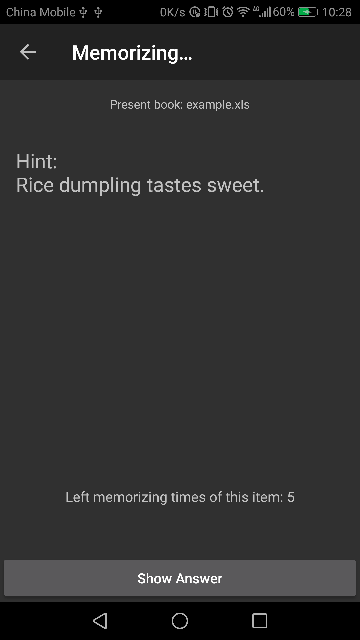 China Mobile 0K/s 4G 60% 10:28
Memorizing...
Present book: example.xls
Hint:
Rice dumpling tastes sweet.
Left memorizing times of this item: 5
Show Answer